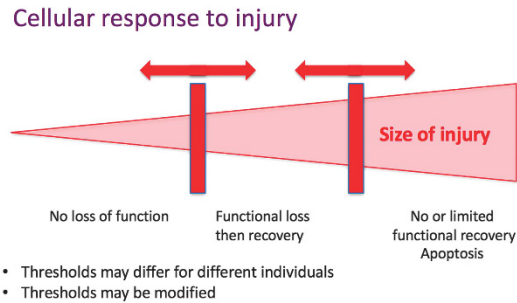 Cellular response to injury
Size of injury
No loss of function
Functional loss
then recovery
No or limited
functional recovery
Apoptosis
• Thresholds may differ for different individuals
• Thresholds may be modified